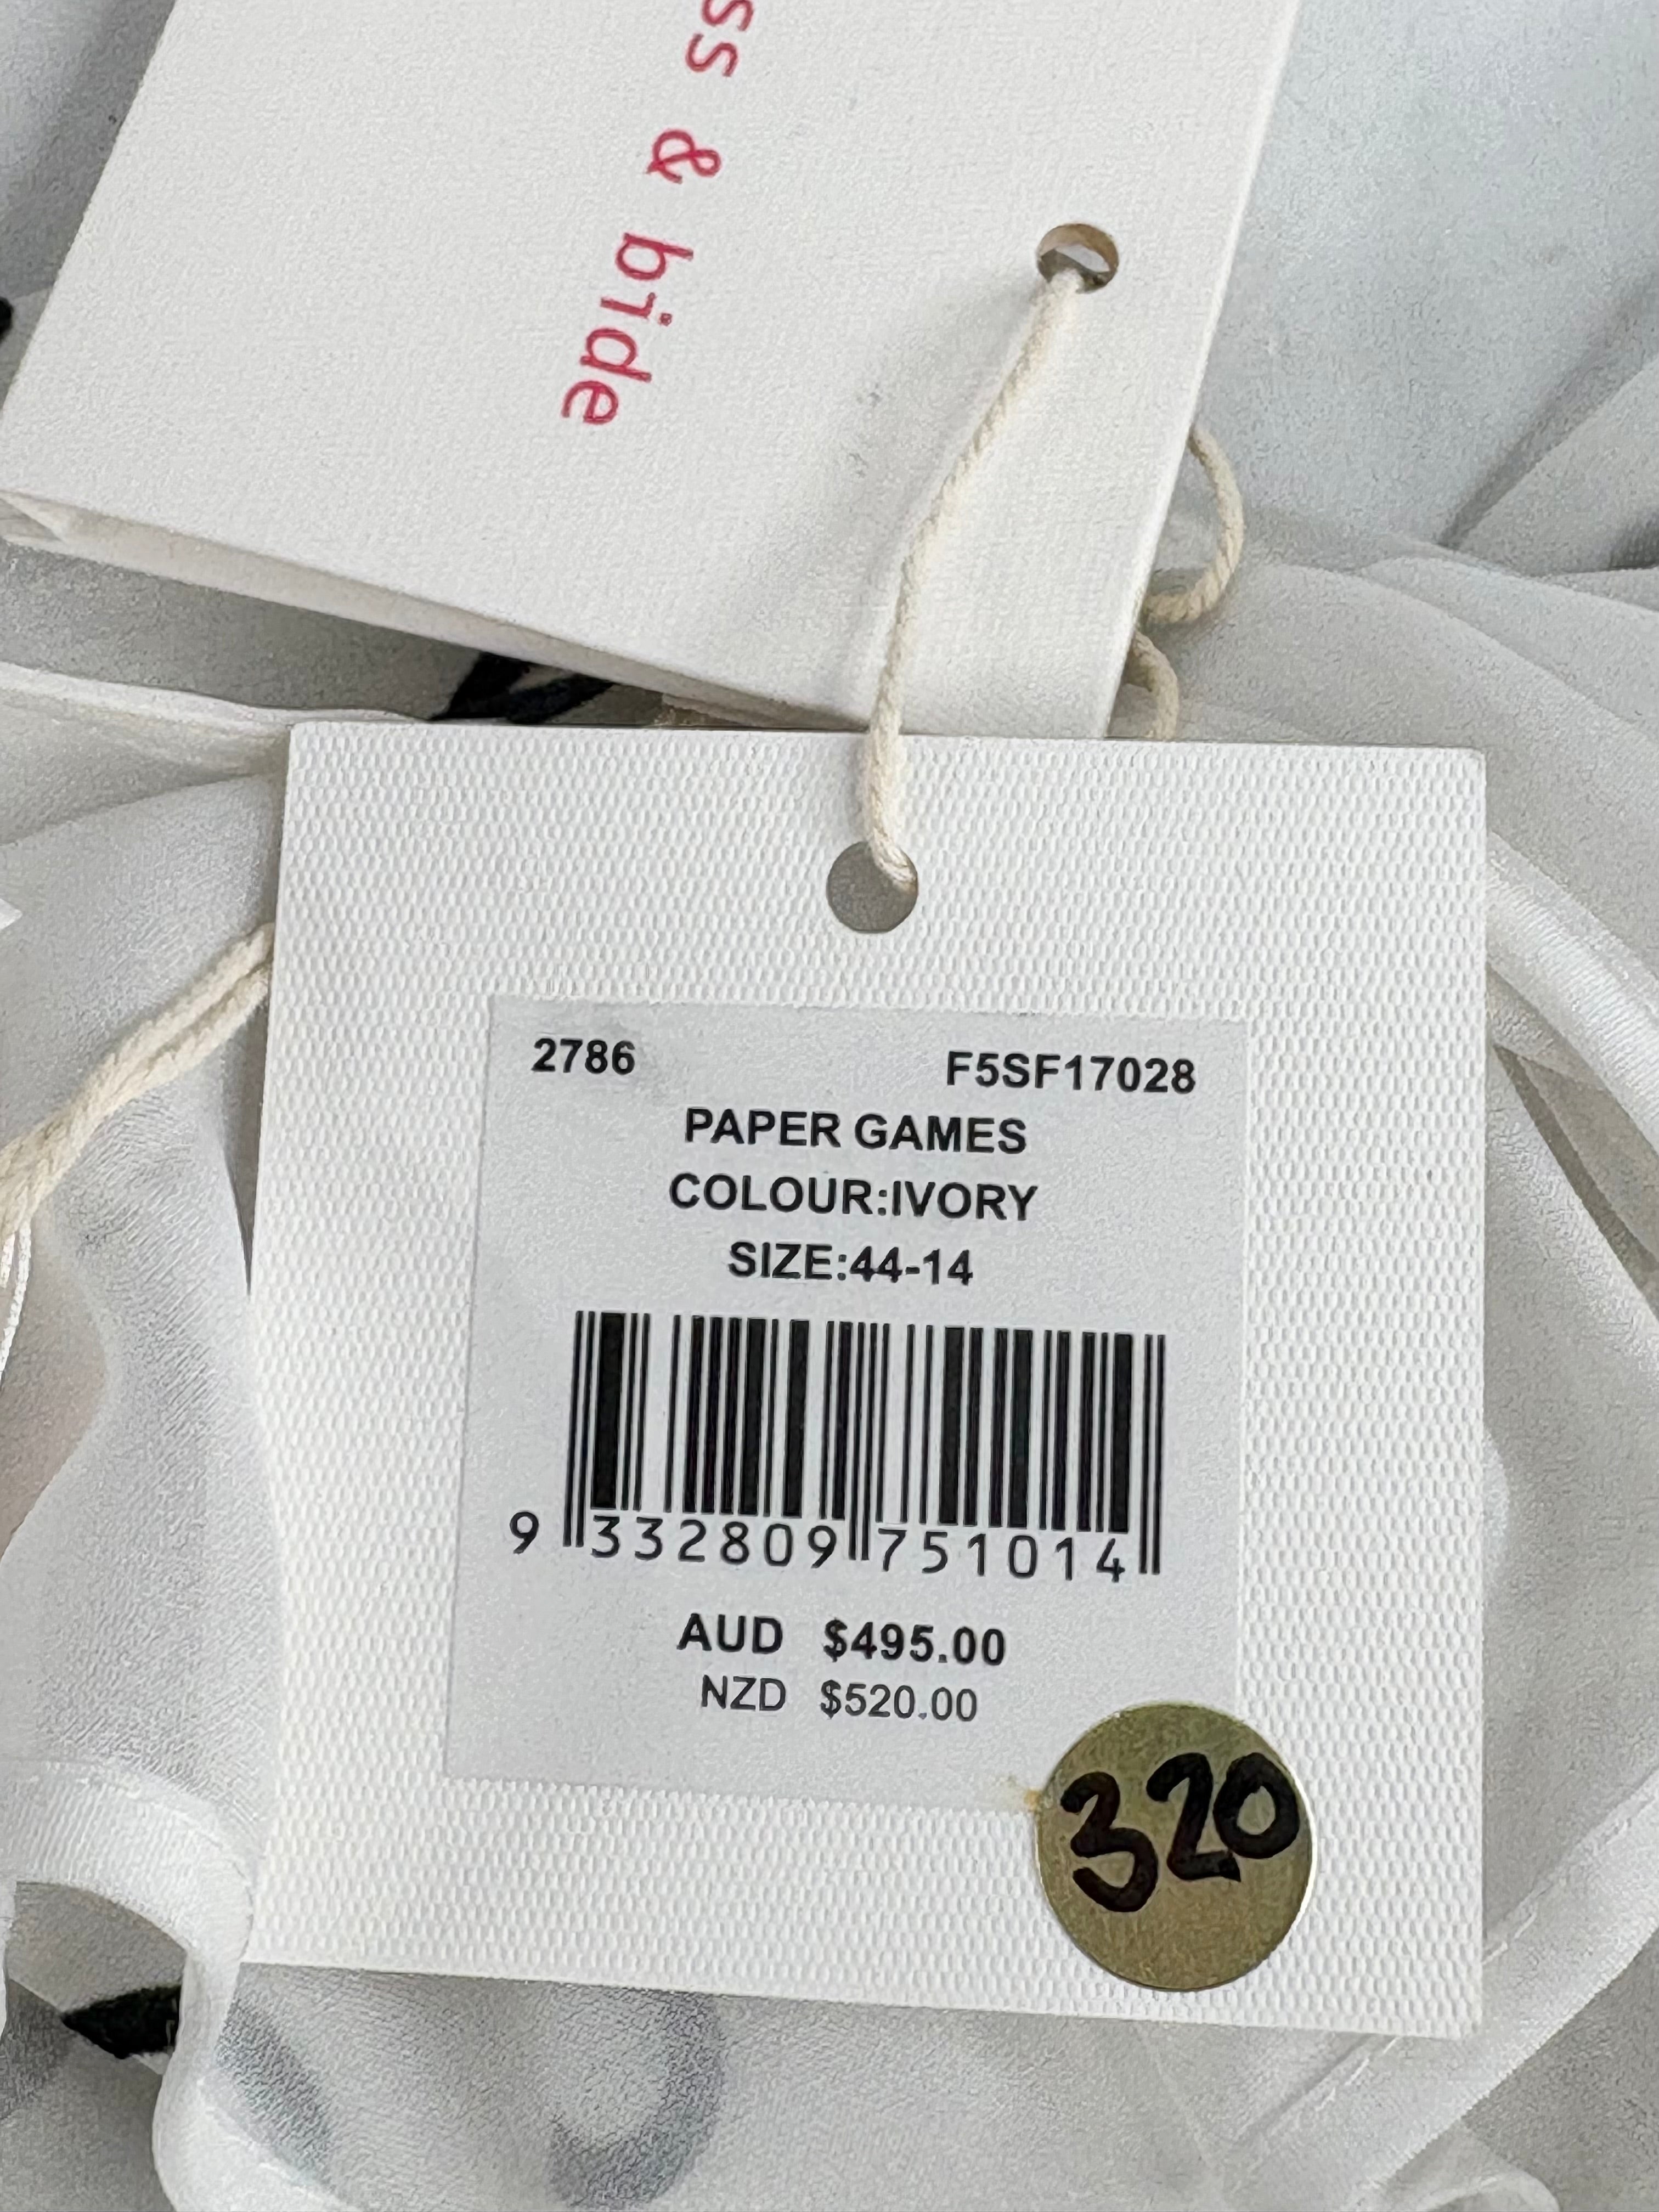 ss & bride
2786 F5SF17028
PAPER GAMES
COLOUR:IVORY
SIZE:44-14
9 332809 751014
AUD $495.00
NZD $520.00
320